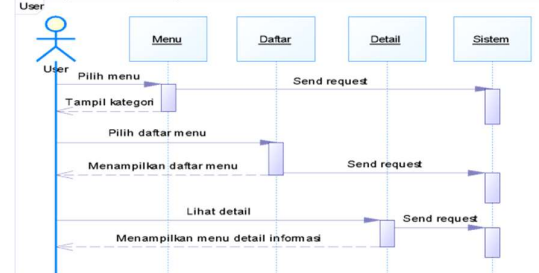 User
Menu
Daftar
Detail
Sistem
User
Pilih menu
Send request
Tampil kategori
Pilih daftar menu
Menampilkan daftar menu
Send request
Lihat detail
Send request
Menampilkan menu detail informasi